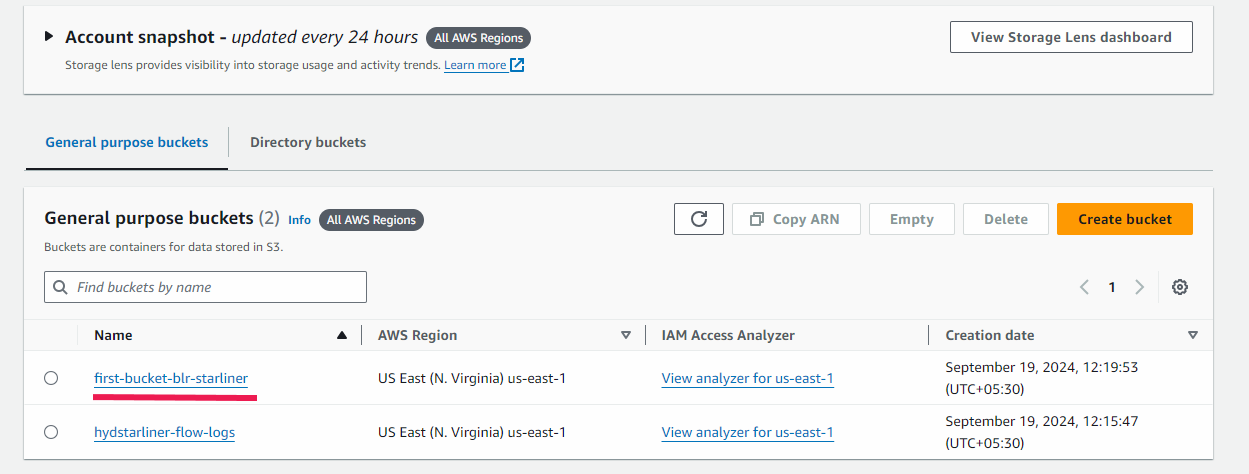 Account snapshot - updated every 24 hours All AWS Regions View Storage Lens dashboard
Storage lens provides visibility into storage usage and activity trends. Learn more
General purpose buckets Directory buckets
General purpose buckets (2) Info All AWS Regions Copy ARN Empty Delete Create bucket
Buckets are containers for data stored in S3.
Find buckets by name 1
Name AWS Region IAM Access Analyzer Creation date
first-bucket-blr-starliner US East (N. Virginia) us-east-1 View analyzer for us-east-1 September 19, 2024, 12:19:53 (UTC+05:30)
hydstarliner-flow-logs US East (N. Virginia) us-east-1 View analyzer for us-east-1 September 19, 2024, 12:15:47 (UTC+05:30)